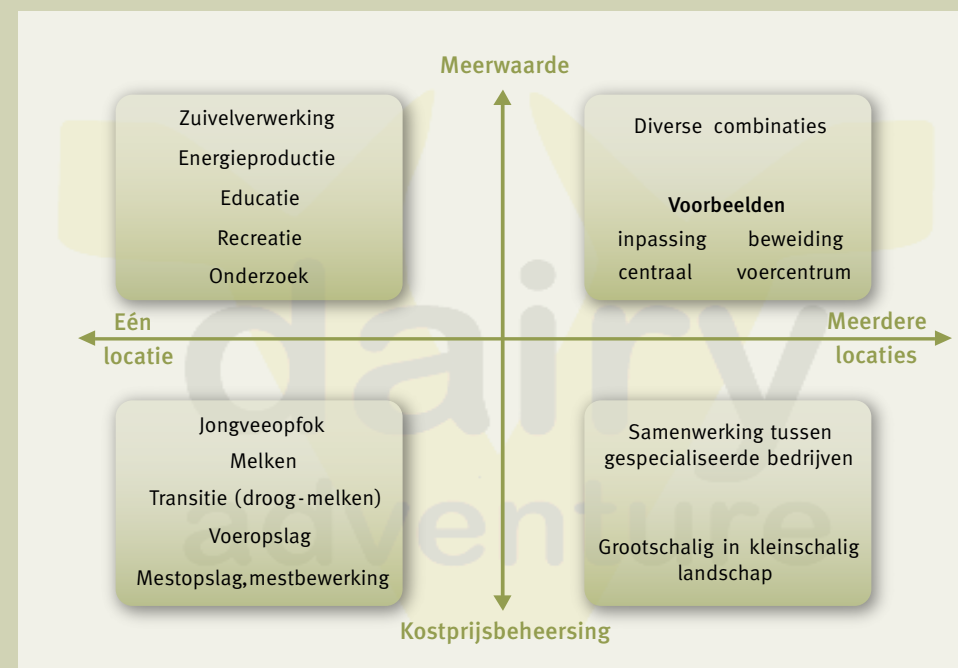 Meerwaarde
Zuivelverwerking
Energieproductie
Educatie
Recreatie
Onderzoek
Diverse combinaties
Voorbeelden
inpassing beweiding
centraal voercentrum
Eén
locatie
Meerdere
locaties
dairy
adventure
Jongveeopfok
Melken
Transitie (droog-melken)
Voeropslag
Mestopslag,mestbewerking
Samenwerking tussen
gespecialiseerde bedrijven
Grootschalig in kleinschalig
landschap
Kostprijsbeheersing